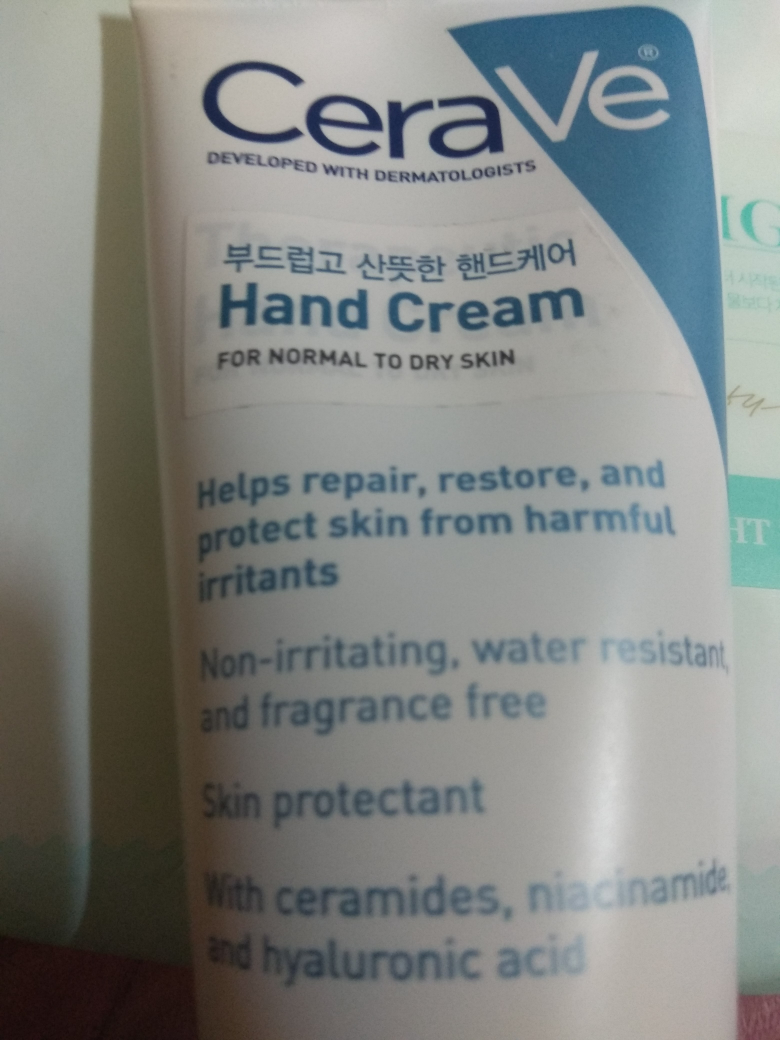 CeraVe®
DEVELOPED WITH DERMATOLOGISTS
부드럽고 산뜻한 핸드케어
Hand Cream
FOR NORMAL TO DRY SKIN
Helps repair, restore, and
protect skin from harmful
irritants
Non-irritating, water resistant,
and fragrance free
Skin protectant
With ceramides, niacinamide,
and hyaluronic acid
IG
HT